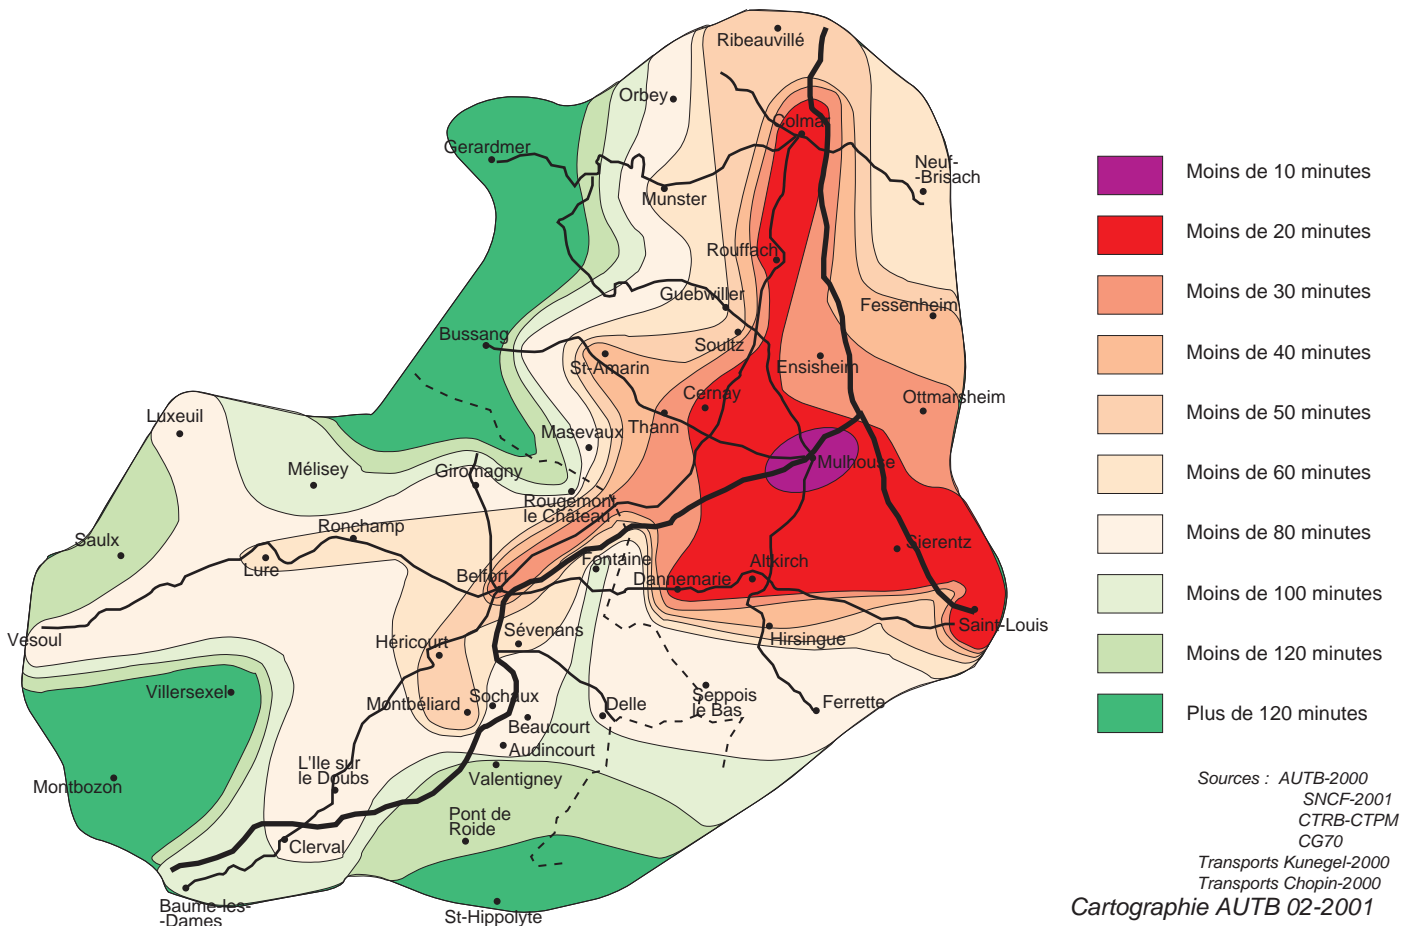 Ribeauvillé
Orbey
Colmar
Gerardmer
Neuf-
-Brisach
Munster
Rouffach
Guebwiller
Fessenheim
Bussang
Soultz
St-Amarin
Ensisheim
Cernay
Ottmarsheim
Luxeuil
Thann
Masevaux
Mulhouse
Mélisey
Giromagny
Rougemont
le Château
Ronchamp
Saulx
Sierentz
Lure
Fontaine
Belfort
Dannemarie
Altkirch
Vesoul
Héricourt
Sévenans
Hirsingue
Saint-Louis
Villersexel
Montbéliard
Sochaux
Delle
Seppois
le Bas
Ferrette
Beaucourt
Audincourt
L'Ile sur
le Doubs
Valentigney
Montbozon
Pont de
Roide
Clerval
Baume-les-
-Dames
St-Hippolyte
Moins de 10 minutes
Moins de 20 minutes
Moins de 30 minutes
Moins de 40 minutes
Moins de 50 minutes
Moins de 60 minutes
Moins de 80 minutes
Moins de 100 minutes
Moins de 120 minutes
Plus de 120 minutes
Sources : AUTB-2000
SNCF-2001
CTRB-CTPM
CG70
Transports Kunegel-2000
Transports Chopin-2000
Cartographie AUTB 02-2001